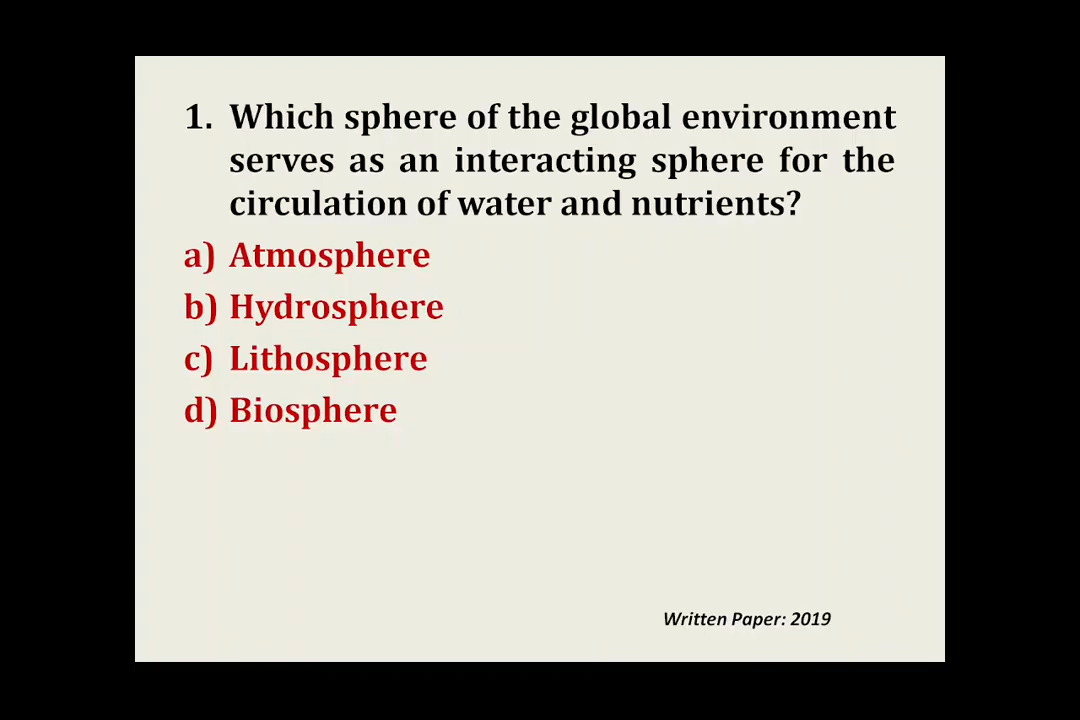 1. Which sphere of the global environment
serves as an interacting sphere for the
circulation of water and nutrients?
a) Atmosphere
b) Hydrosphere
c) Lithosphere
d) Biosphere
Written Paper: 2019